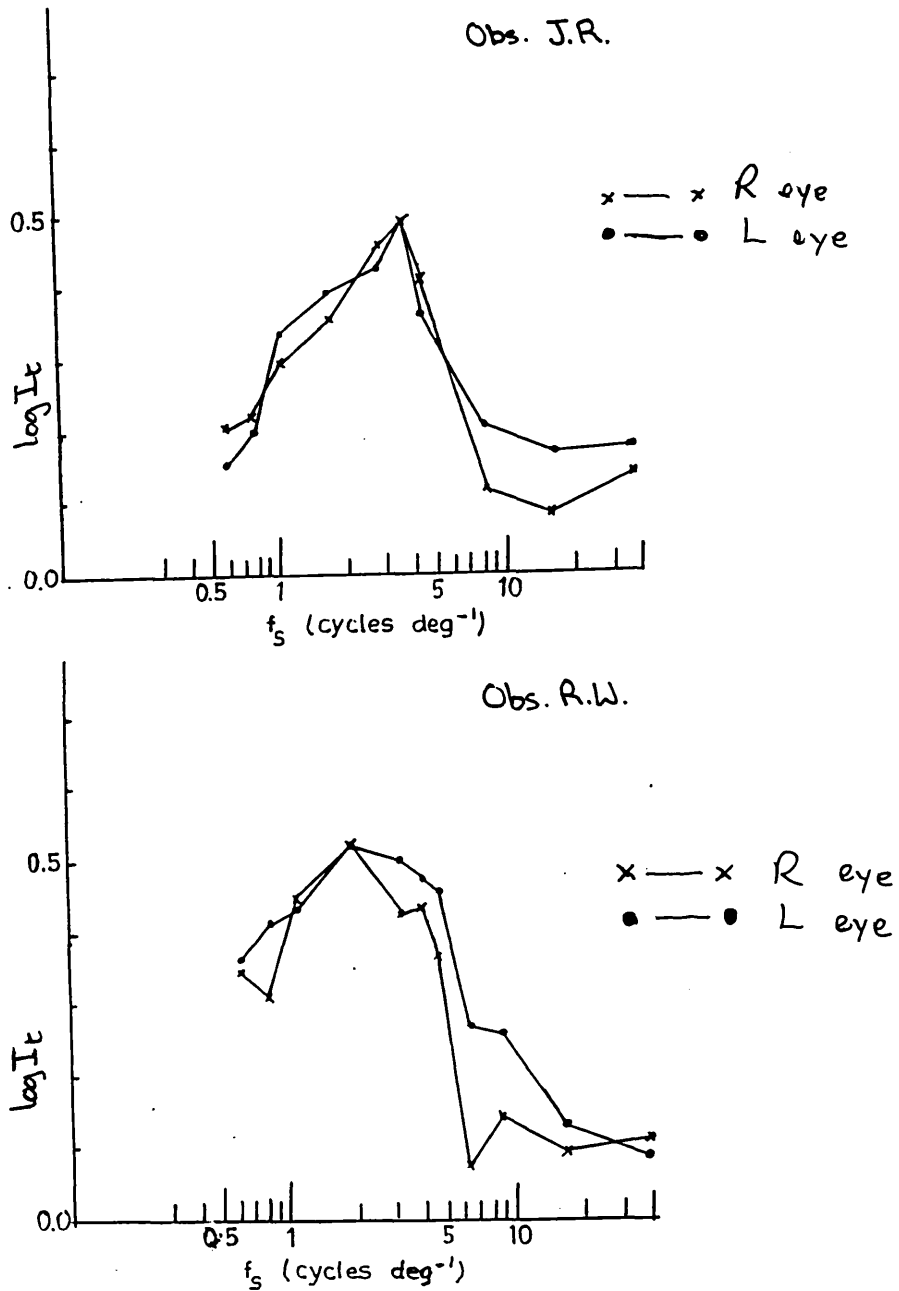 Obs. J.R.
x — x R eye
• — • L eye
0.5
log It
0.0
0.5 1 5 10
fs (cycles deg⁻¹)
Obs. R.W.
0.5
x — x R eye
• — • L eye
log It
0.0
0.5 1 5 10
fs (cycles deg⁻¹)